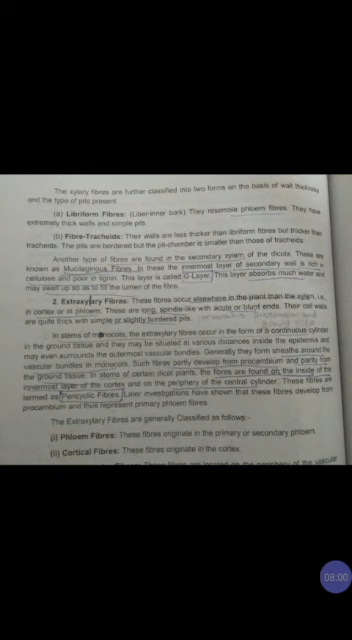 The xylary fibres are further classified into two forms on the basis of wall thickness
and the type of pits present
(a) Libriform Fibres: (Liber-inner bark) They resemble phloem fibres. They have
extremely thick walls and simple pits.
(b) Fibre-Tracheids: Their walls are less thicker than libriform fibres but thicker than
tracheids. The pits are bordered but the pit-chamber is smaller than those of tracheids.
Another type of fibres are found in the secondary xylem of the dicots. These are
known as Mucilaginous Fibres. In these the innermost layer of secondary wall is rich in
cellulose and poor in lignin. This layer is called G-Layer. This layer absorbs much water and
may swell up so as to fill the lumen of the fibre.
2. Extraxylary Fibres: These fibres occur elsewhere in the plant than the xylem, i.e.,
in cortex or in phloem. These are long, spindle-like with acute or blunt ends. Their cell walls
are quite thick with simple or slightly bordered pits.
In stems of monocots, the extraxylary fibres occur in the form of a continuous cylinder
in the ground tissue and they may be situated at various distances inside the epidermis and
may even surrounds the outermost vascular bundles. Generally they form sheaths around the
vascular bundles in monocots. Such fibres partly develop from procambium and partly from
the ground tissue. In stems of certain dicot plants, the fibres are found on the inside of the
innermost layer of the cortex and on the periphery of the central cylinder. These fibres are
termed as Pericyclic Fibres. Later investigations have shown that these fibres develop from
procambium and thus represent primary phloem fibres.
The Extraxylary Fibres are generally Classified as follows:-
(i) Phloem Fibres: These fibres originate in the primary or secondary phloem.
(ii) Cortical Fibres: These fibres originate in the cortex.
08:00